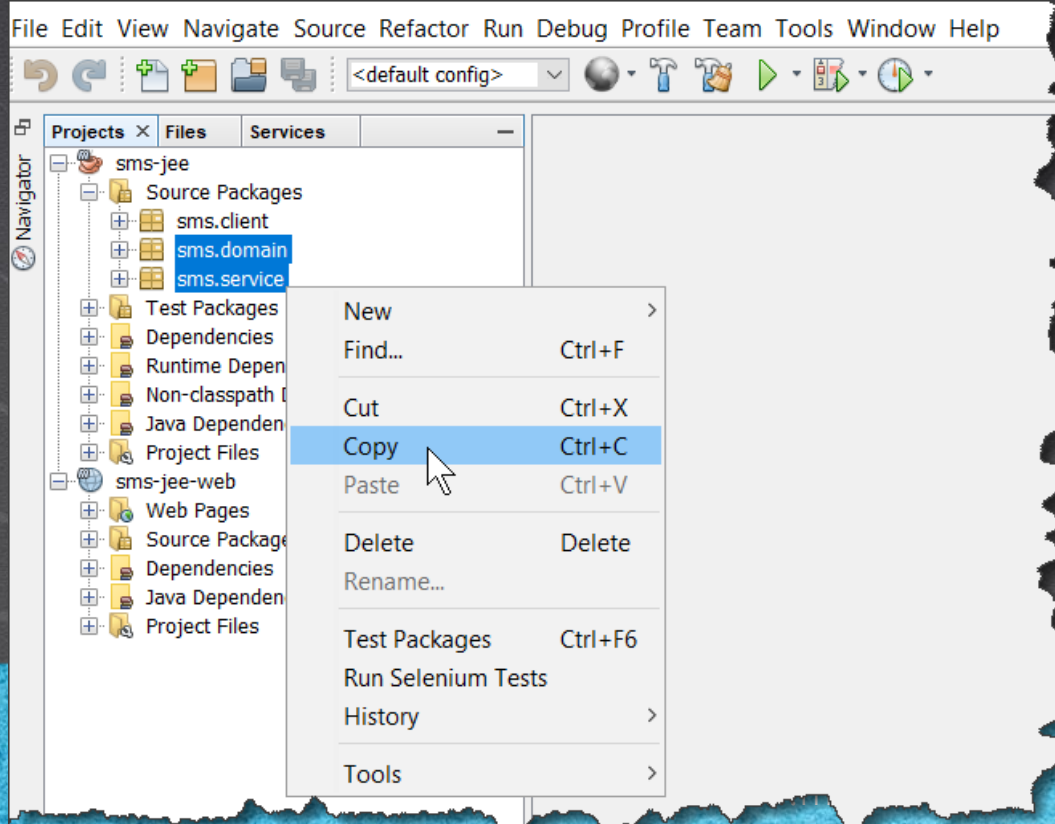 File Edit View Navigate Source Refactor Run Debug Profile Team Tools Window Help
<default config>
Projects Files Services
Navigator
sms-jee
Source Packages
sms.client
sms.domain
sms.service
Test Packages
Dependencies
Runtime Depen
Non-classpath
Java Dependen
Project Files
sms-jee-web
Web Pages
Source Package
Dependencies
Java Dependen
Project Files
New
Find... Ctrl+F
Cut Ctrl+X
Copy Ctrl+C
Paste Ctrl+V
Delete Delete
Rename...
Test Packages Ctrl+F6
Run Selenium Tests
History
Tools